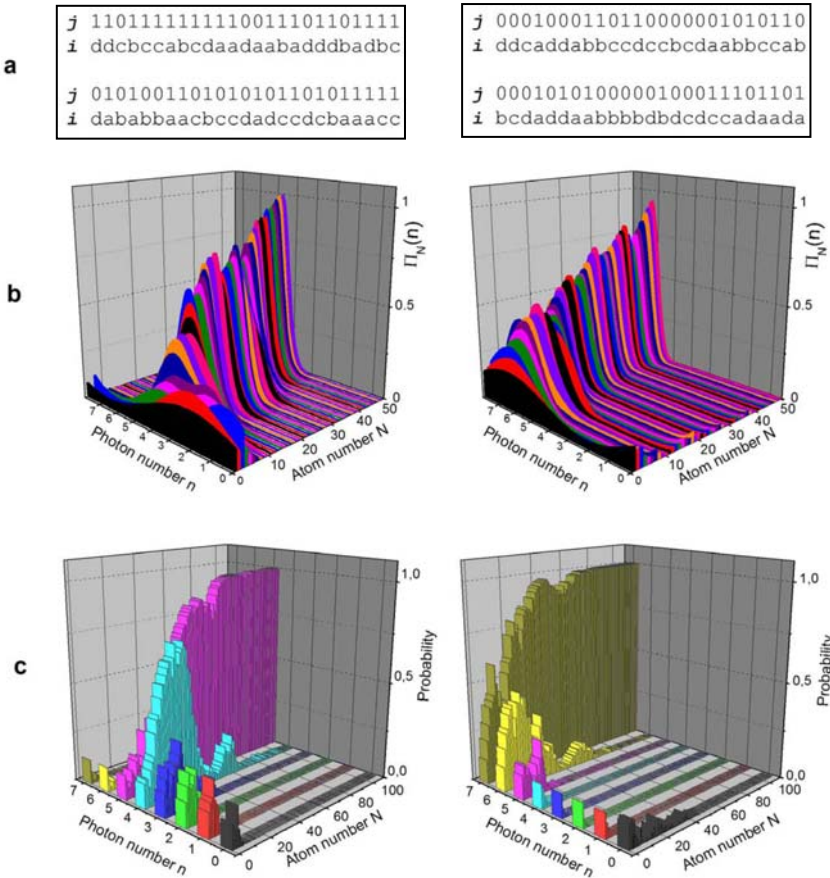 a
j 1101111111110011101101111
i ddcbccabcdaadaabadddbadbc
j 0101001101010101101011111
i dababbaacbccdadccdcbaaacc
j 0001000110110000001010110
i ddcaddabbccdccbcdaabbccab
j 0001010100000100011101101
i bcdaddaabbbbdbdcdccadaada
b
1
0.5
0
Π_N(n)
7 6 5 4 3 2 1 0
Photon number n
0 10 20 30 40 50
Atom number N
1
0.5
0
Π_N(n)
7 6 5 4 3 2 1 0
Photon number n
0 10 20 30 40 50
Atom number N
c
1,0
0,5
0,0
Probability
7 6 5 4 3 2 1 0
Photon number n
0 20 40 60 80 100
Atom number N
1,0
0,5
0,0
Probability
7 6 5 4 3 2 1 0
Photon number n
0 20 40 60 80 100
Atom number N